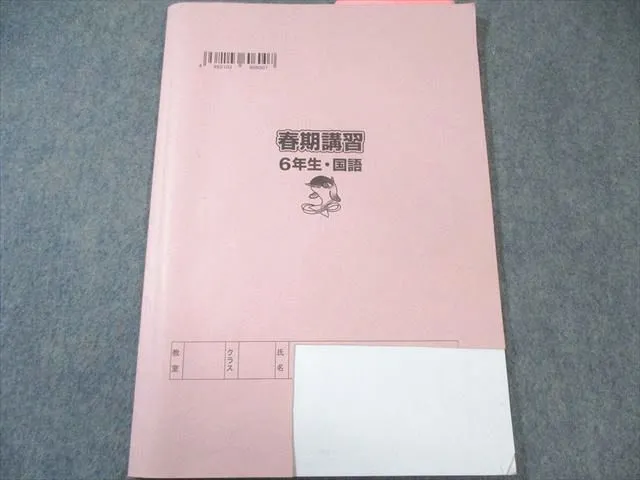 春期講習
6年生・国語
教室
クラス
氏名